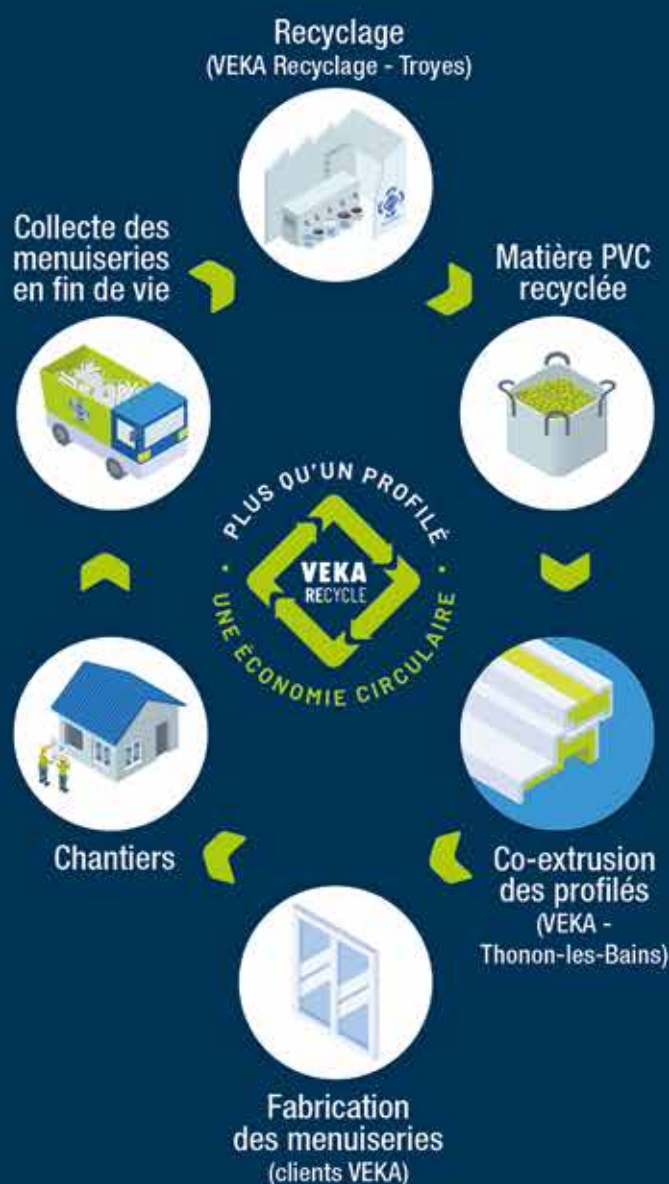 Recyclage
(VEKA Recyclage - Troyes)
Collecte des
menuiseries
en fin de vie
Matière PVC
recyclée
PLUS QU'UN PROFILÉ
VEKA
RECYCLE
• UNE ÉCONOMIE CIRCULAIRE •
Chantiers
Co-extrusion
des profilés
(VEKA -
Thonon-les-Bains)
Fabrication
des menuiseries
(clients VEKA)